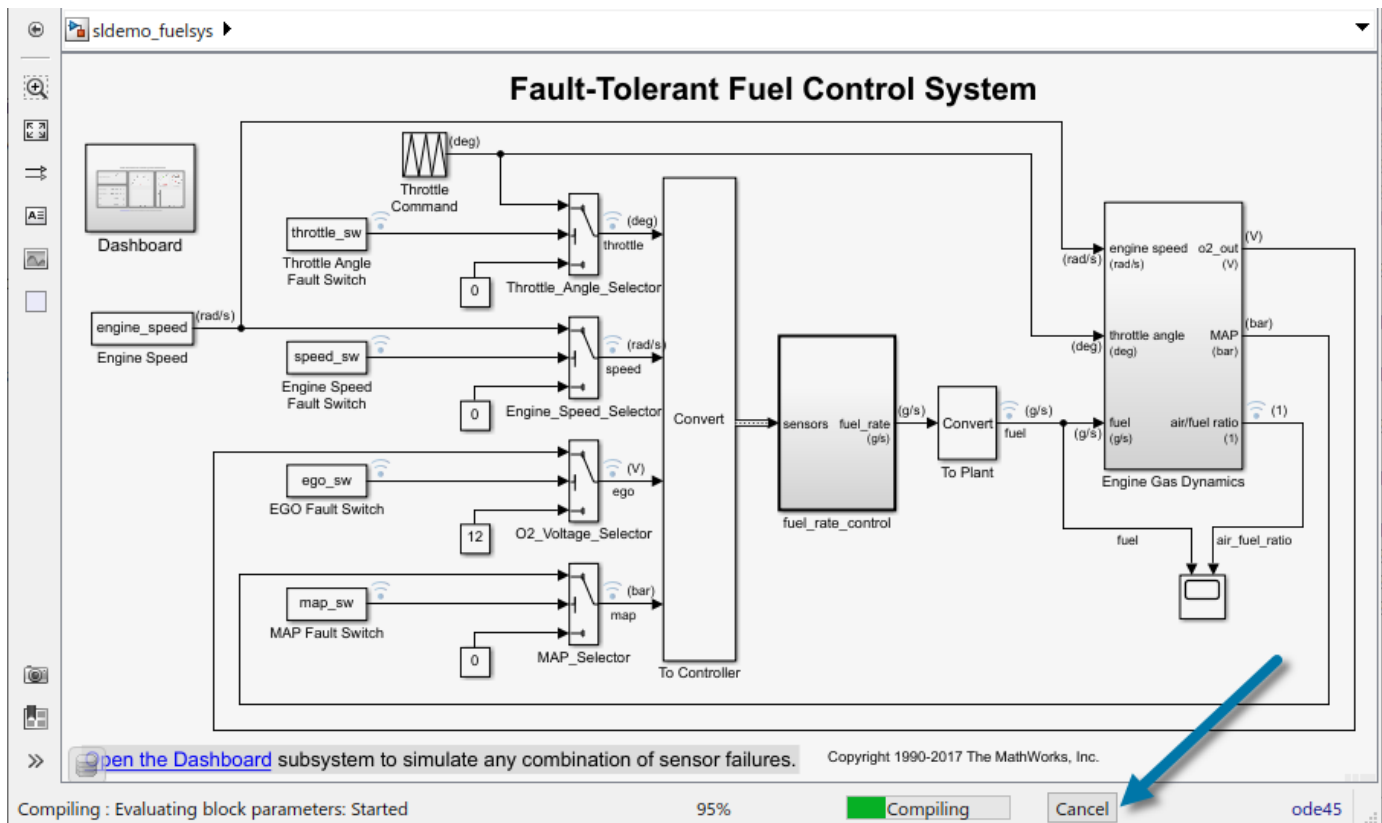 sldemo_fuelsys
Fault-Tolerant Fuel Control System
(deg)
Throttle
Command
Dashboard
throttle_sw
Throttle Angle
Fault Switch
0
(deg)
throttle
Throttle_Angle_Selector
engine_speed
(rad/s)
Engine Speed
speed_sw
Engine Speed
Fault Switch
0
(rad/s)
speed
Engine_Speed_Selector
ego_sw
EGO Fault Switch
12
(V)
ego
O2_Voltage_Selector
map_sw
MAP Fault Switch
0
(bar)
map
MAP_Selector
Convert
To Controller
sensors fuel_rate
(g/s)
fuel_rate_control
(g/s)
Convert
To Plant
(g/s)
fuel
(rad/s)
engine speed o2_out
(rad/s) (V)
(V)
(deg)
throttle angle MAP
(deg) (bar)
(bar)
(g/s)
fuel air/fuel ratio
(g/s) (1)
(1)
Engine Gas Dynamics
fuel
air_fuel_ratio
Open the Dashboard subsystem to simulate any combination of sensor failures.
Copyright 1990-2017 The MathWorks, Inc.
Compiling : Evaluating block parameters: Started 95% Compiling Cancel ode45